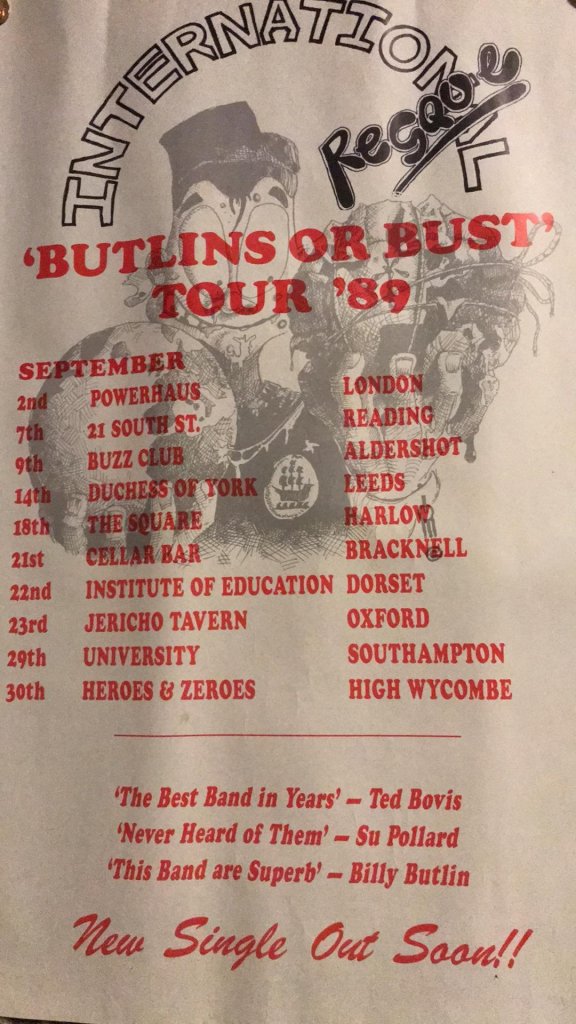 INTERNATIONAL
Reggae
'BUTLINS OR BUST'
TOUR '89
SEPTEMBER
2nd POWERHAUS LONDON
7th 21 SOUTH ST. READING
9th BUZZ CLUB ALDERSHOT
14th DUCHESS OF YORK LEEDS
18th THE SQUARE HARLOW
21st CELLAR BAR BRACKNELL
22nd INSTITUTE OF EDUCATION DORSET
23rd JERICHO TAVERN OXFORD
29th UNIVERSITY SOUTHAMPTON
30th HEROES & ZEROES HIGH WYCOMBE
'The Best Band in Years' – Ted Bovis
'Never Heard of Them' – Su Pollard
'This Band are Superb' – Billy Butlin
New Single Out Soon!!